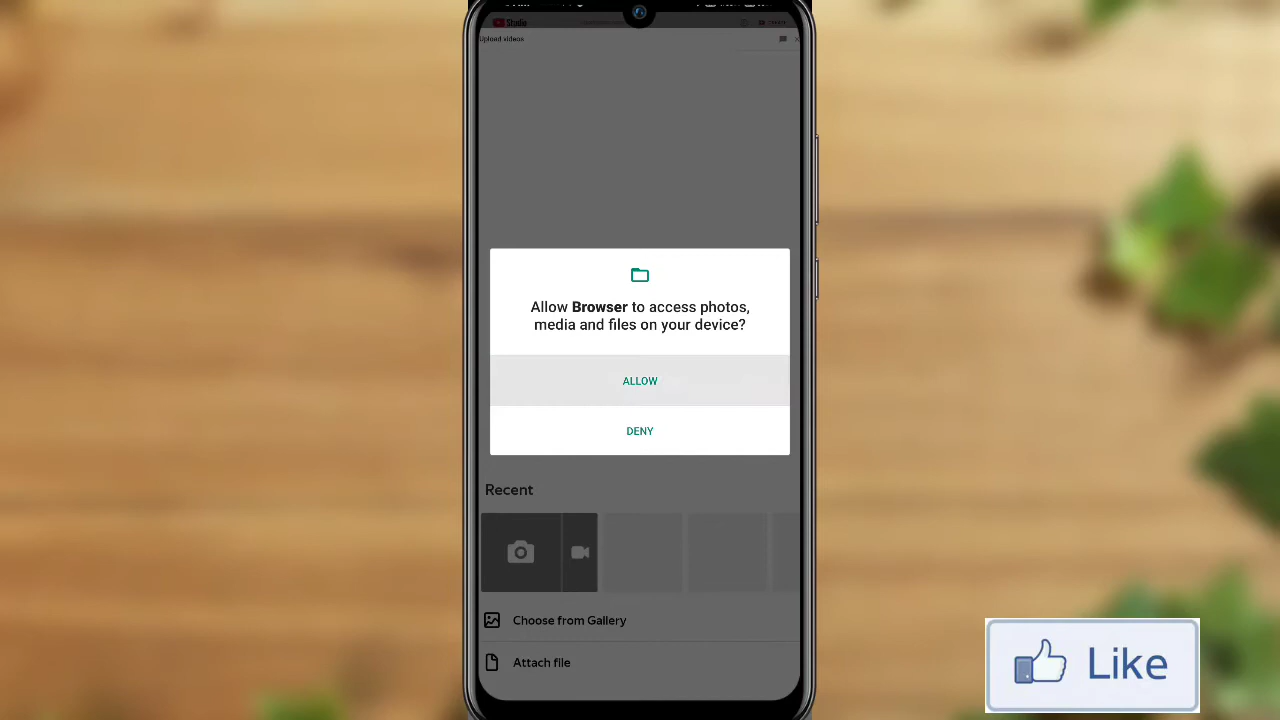 Studio
Upload videos
Allow Browser to access photos,
media and files on your device?
ALLOW
DENY
Recent
Choose from Gallery
Attach file
Like